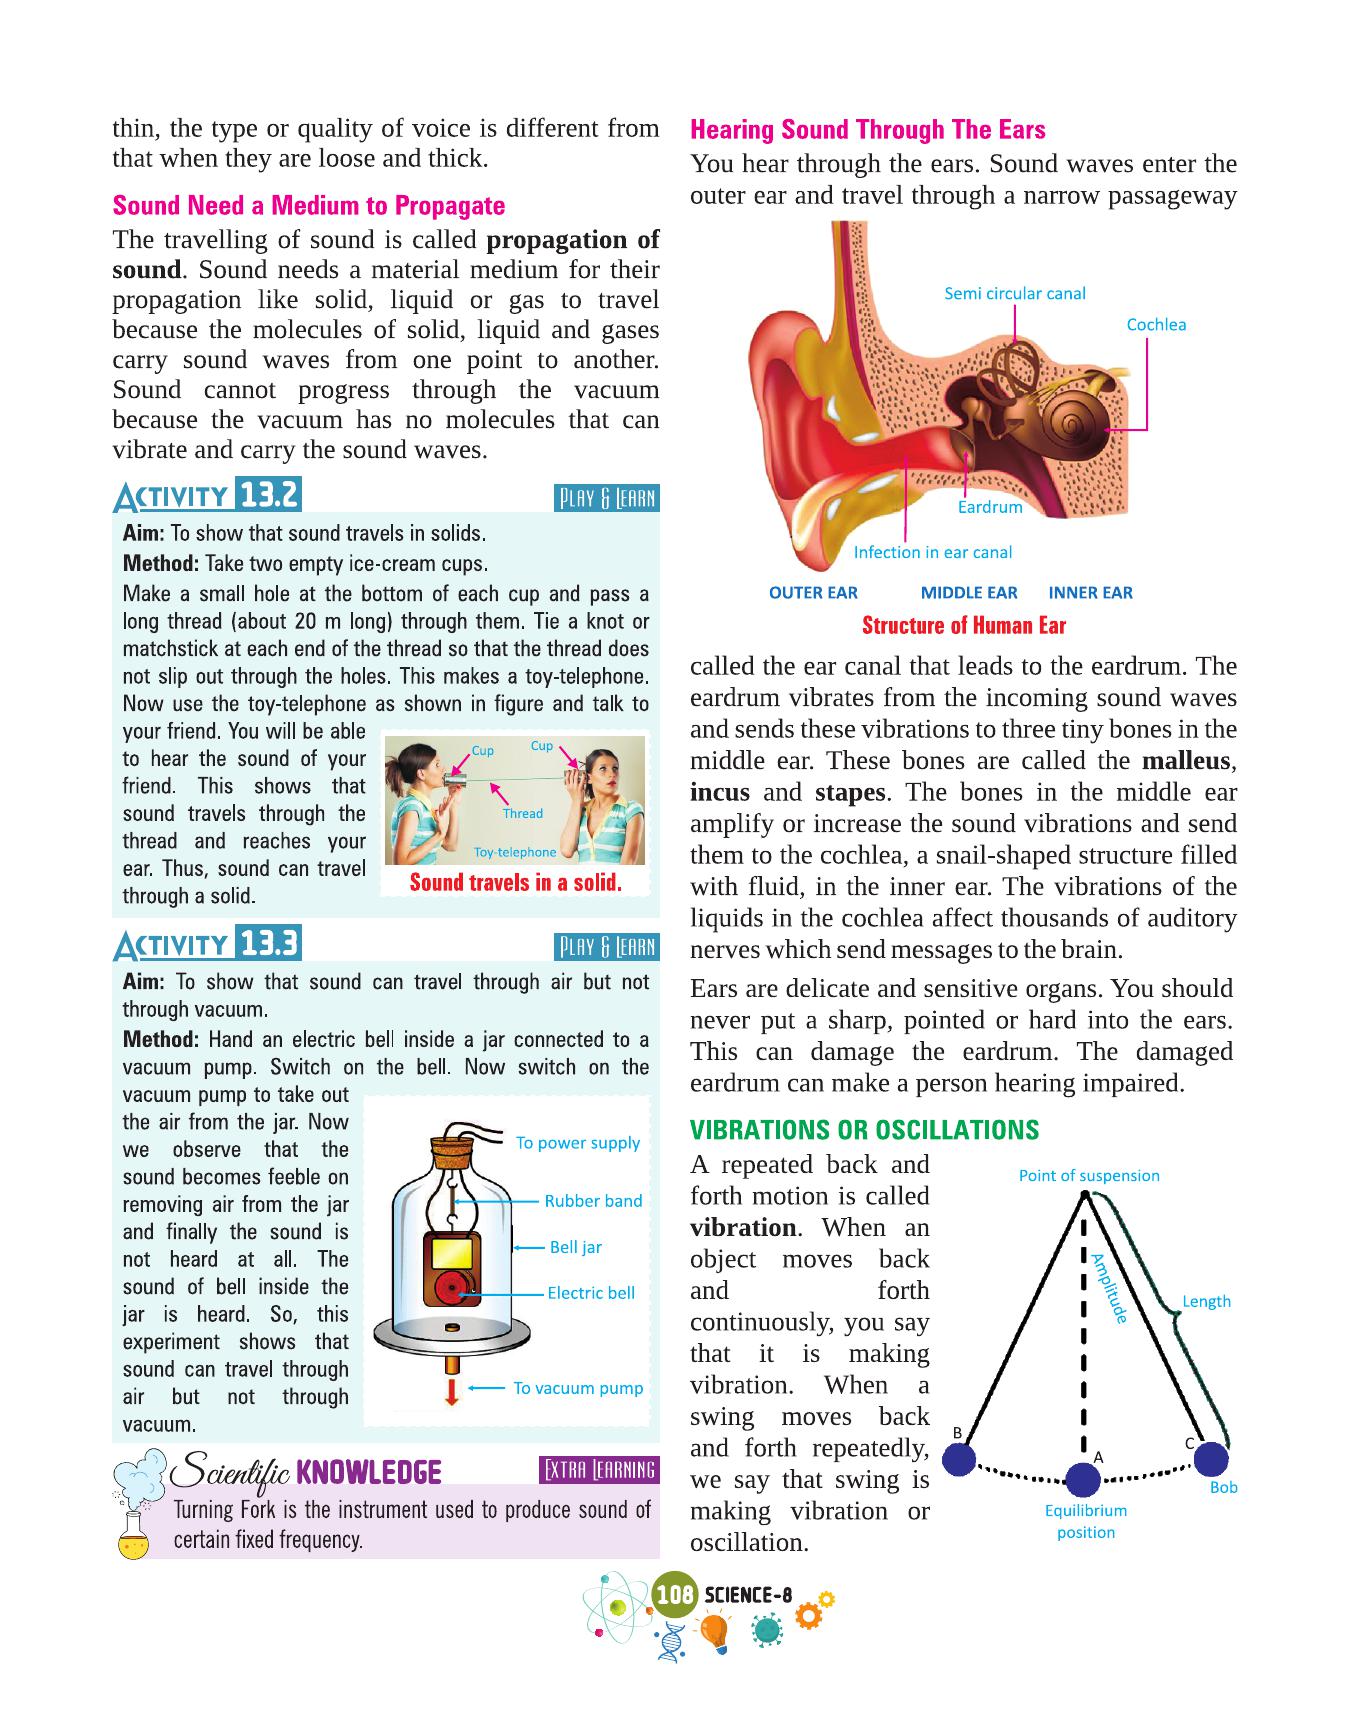 thin, the type or quality of voice is different from
that when they are loose and thick.
Sound Need a Medium to Propagate
The travelling of sound is called propagation of
sound. Sound needs a material medium for their
propagation like solid, liquid or gas to travel
because the molecules of solid, liquid and gases
carry sound waves from one point to another.
Sound cannot progress through the vacuum
because the vacuum has no molecules that can
vibrate and carry the sound waves.
ACTIVITY 13.2
PLAY & LEARN
Aim: To show that sound travels in solids.
Method: Take two empty ice-cream cups.
Make a small hole at the bottom of each cup and pass a
long thread (about 20 m long) through them. Tie a knot or
matchstick at each end of the thread so that the thread does
not slip out through the holes. This makes a toy-telephone.
Now use the toy-telephone as shown in figure and talk to
your friend. You will be able
to hear the sound of your
friend. This shows that
sound travels through the
thread and reaches your
ear. Thus, sound can travel
through a solid.
Cup
Cup
Thread
Toy-telephone
Sound travels in a solid.
ACTIVITY 13.3
PLAY & LEARN
Aim: To show that sound can travel through air but not
through vacuum.
Method: Hand an electric bell inside a jar connected to a
vacuum pump. Switch on the bell. Now switch on the
vacuum pump to take out
the air from the jar. Now
we observe that the
sound becomes feeble on
removing air from the jar
and finally the sound is
not heard at all. The
sound of bell inside the
jar is heard. So, this
experiment shows that
sound can travel through
air but not through
vacuum.
To power supply
Rubber band
Bell jar
Electric bell
To vacuum pump
Scientific KNOWLEDGE
EXTRA LEARNING
Turning Fork is the instrument used to produce sound of
certain fixed frequency.
Hearing Sound Through The Ears
You hear through the ears. Sound waves enter the
outer ear and travel through a narrow passageway
Semi circular canal
Cochlea
Eardrum
Infection in ear canal
OUTER EAR MIDDLE EAR INNER EAR
Structure of Human Ear
called the ear canal that leads to the eardrum. The
eardrum vibrates from the incoming sound waves
and sends these vibrations to three tiny bones in the
middle ear. These bones are called the malleus,
incus and stapes. The bones in the middle ear
amplify or increase the sound vibrations and send
them to the cochlea, a snail-shaped structure filled
with fluid, in the inner ear. The vibrations of the
liquids in the cochlea affect thousands of auditory
nerves which send messages to the brain.
Ears are delicate and sensitive organs. You should
never put a sharp, pointed or hard into the ears.
This can damage the eardrum. The damaged
eardrum can make a person hearing impaired.
VIBRATIONS OR OSCILLATIONS
A repeated back and
forth motion is called
vibration. When an
object moves back
and forth
continuously, you say
that it is making
vibration. When a
swing moves back
and forth repeatedly,
we say that swing is
making vibration or
oscillation.
Point of suspension
Amplitude
Length
B
A
C
Bob
Equilibrium
position
108 SCIENCE-8